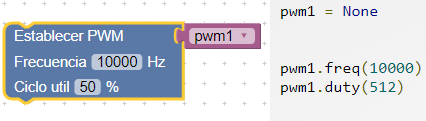 Establecer PWM pwm1
Frecuencia 10000 Hz
Ciclo util 50 %
pwm1 = None
pwm1.freq(10000)
pwm1.duty(512)